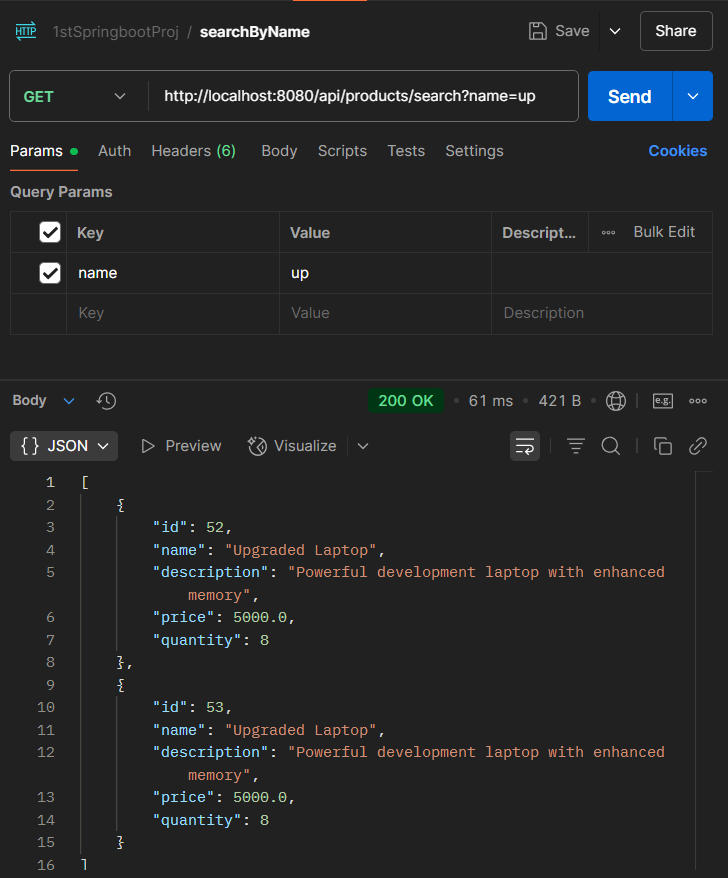 HTTP 1stSpringbootProj / searchByName Save Share
GET http://localhost:8080/api/products/search?name=up Send
Params Auth Headers (6) Body Scripts Tests Settings Cookies
Query Params
Key Value Descript... Bulk Edit
name up
Key Value Description
Body 200 OK 61 ms 421 B e.g.
{} JSON Preview Visualize
1 [
2 {
3 "id": 52,
4 "name": "Upgraded Laptop",
5 "description": "Powerful development laptop with enhanced
memory",
6 "price": 5000.0,
7 "quantity": 8
8 },
9 {
10 "id": 53,
11 "name": "Upgraded Laptop",
12 "description": "Powerful development laptop with enhanced
memory",
13 "price": 5000.0,
14 "quantity": 8
15 }
16 ]